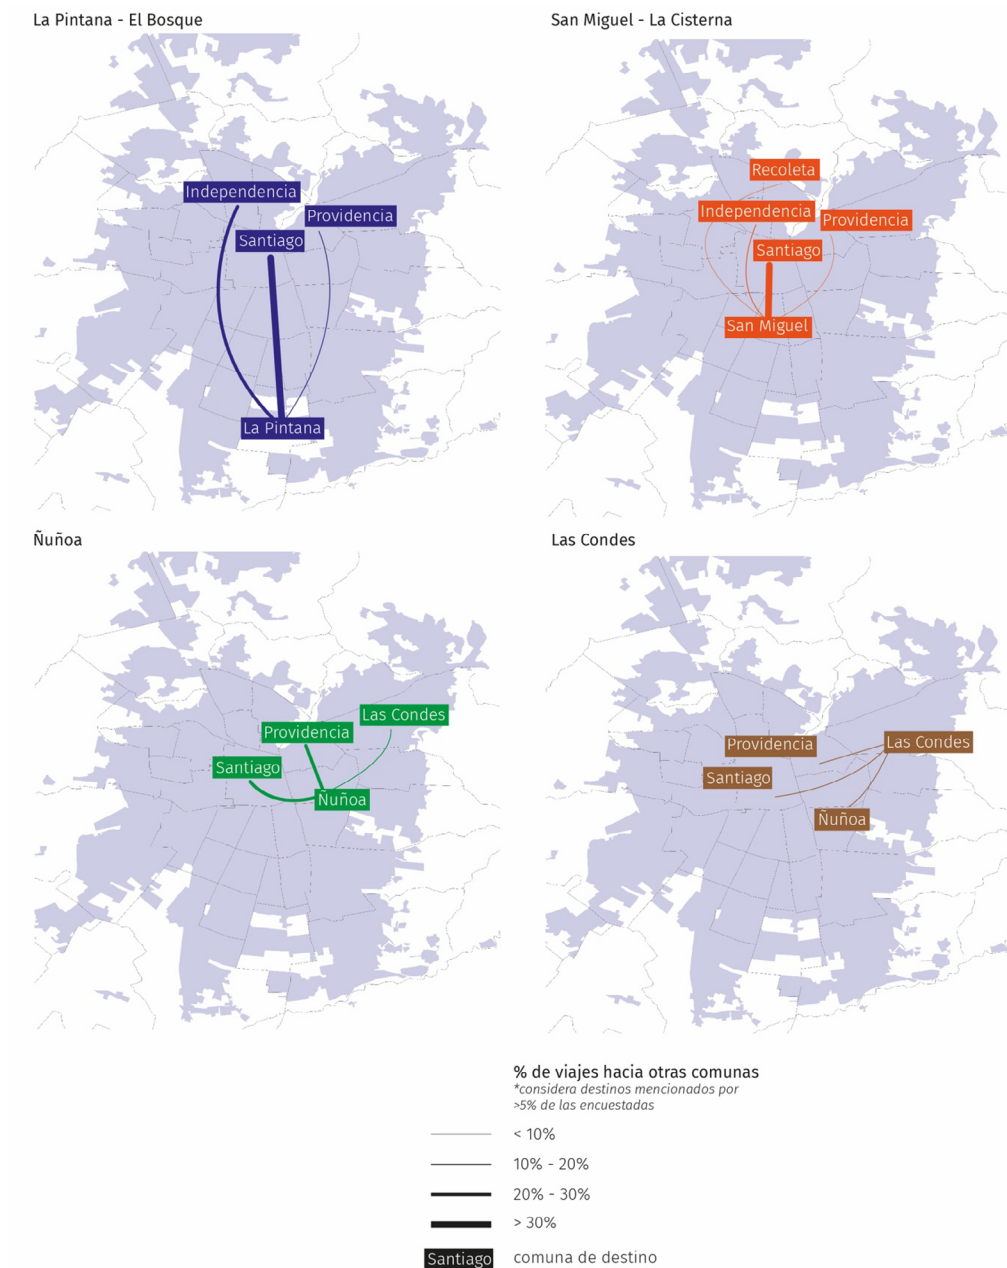 La Pintana - El Bosque
Independencia
Providencia
Santiago
La Pintana
San Miguel - La Cisterna
Recoleta
Independencia
Providencia
Santiago
San Miguel
Ñuñoa
Las Condes
Providencia
Santiago
Ñuñoa
Las Condes
Las Condes
Providencia
Santiago
Ñuñoa
% de viajes hacia otras comunas
*considera destinos mencionados por
>5% de las encuestadas
< 10%
10% - 20%
20% - 30%
> 30%
Santiago comuna de destino